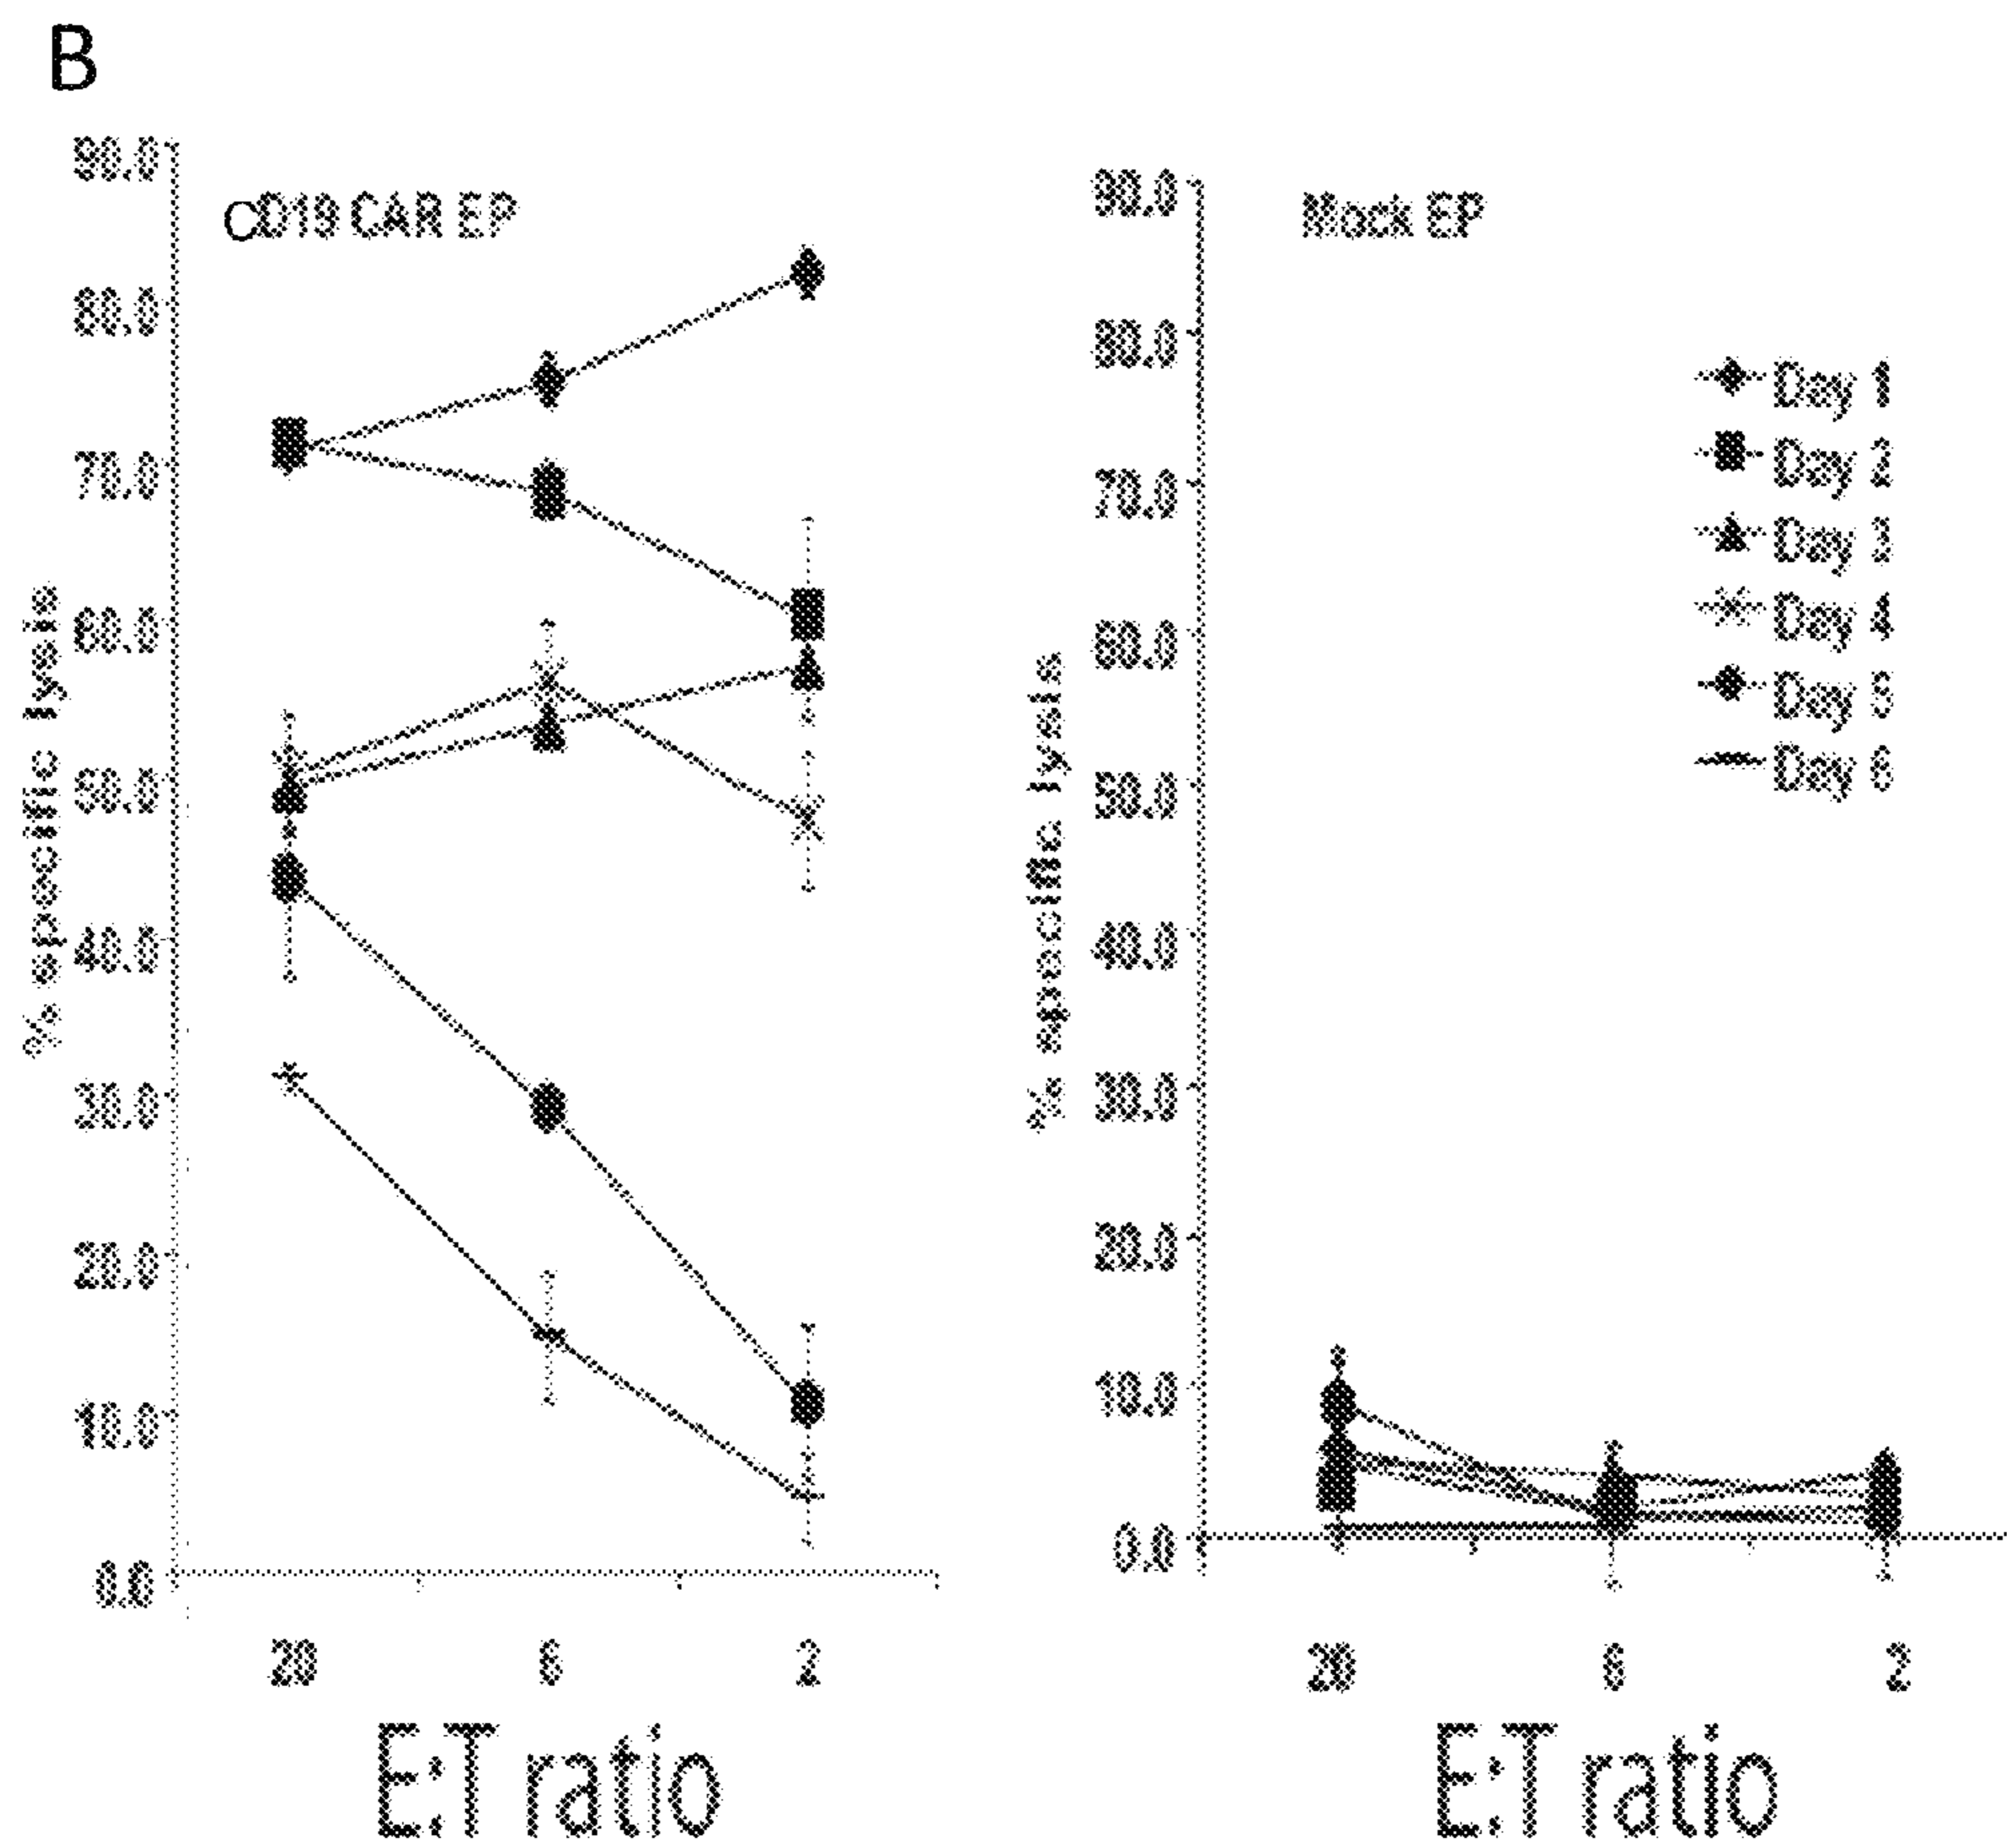 B
CD19 CAR EP
90.0
80.0
70.0
60.0
50.0
40.0
30.0
20.0
10.0
0.0
% specific lysis
20 6 2
E:T ratio
Mock EP
90.0
80.0
70.0
60.0
50.0
40.0
30.0
20.0
10.0
0.0
% specific lysis
Day 1
Day 2
Day 3
Day 4
Day 5
Day 6
20 6 2
E:T ratio